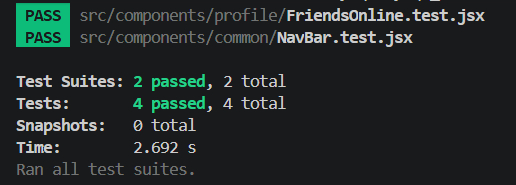 PASS src/components/profile/FriendsOnline.test.jsx
PASS src/components/common/NavBar.test.jsx
Test Suites: 2 passed, 2 total
Tests: 4 passed, 4 total
Snapshots: 0 total
Time: 2.692 s
Ran all test suites.